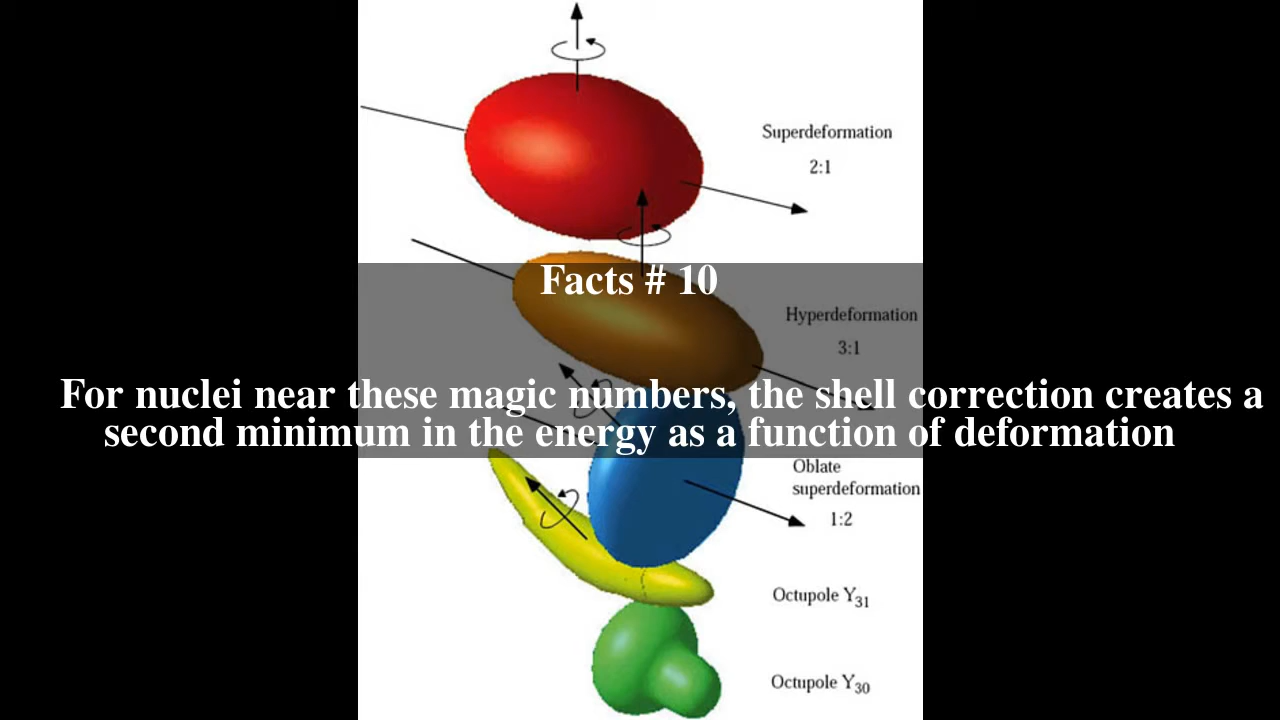 Superdeformation
2:1
Facts # 10
Hyperdeformation
3:1
For nuclei near these magic numbers, the shell correction creates a
second minimum in the energy as a function of deformation
Oblate
superdeformation
1:2
Octupole Y31
Octupole Y30